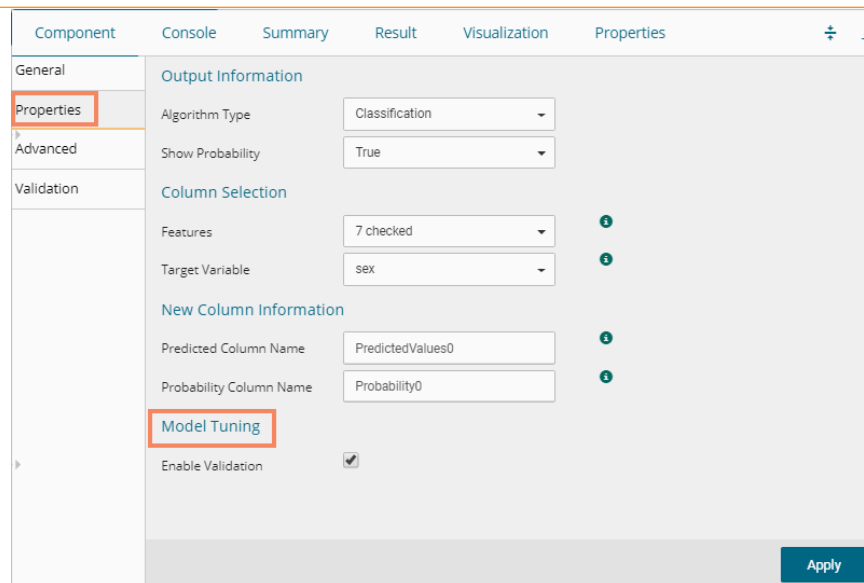 Component Console Summary Result Visualization Properties
General
Properties
Advanced
Validation
Output Information
Algorithm Type Classification
Show Probability True
Column Selection
Features 7 checked
Target Variable sex
New Column Information
Predicted Column Name PredictedValues0
Probability Column Name Probability0
Model Tuning
Enable Validation
Apply